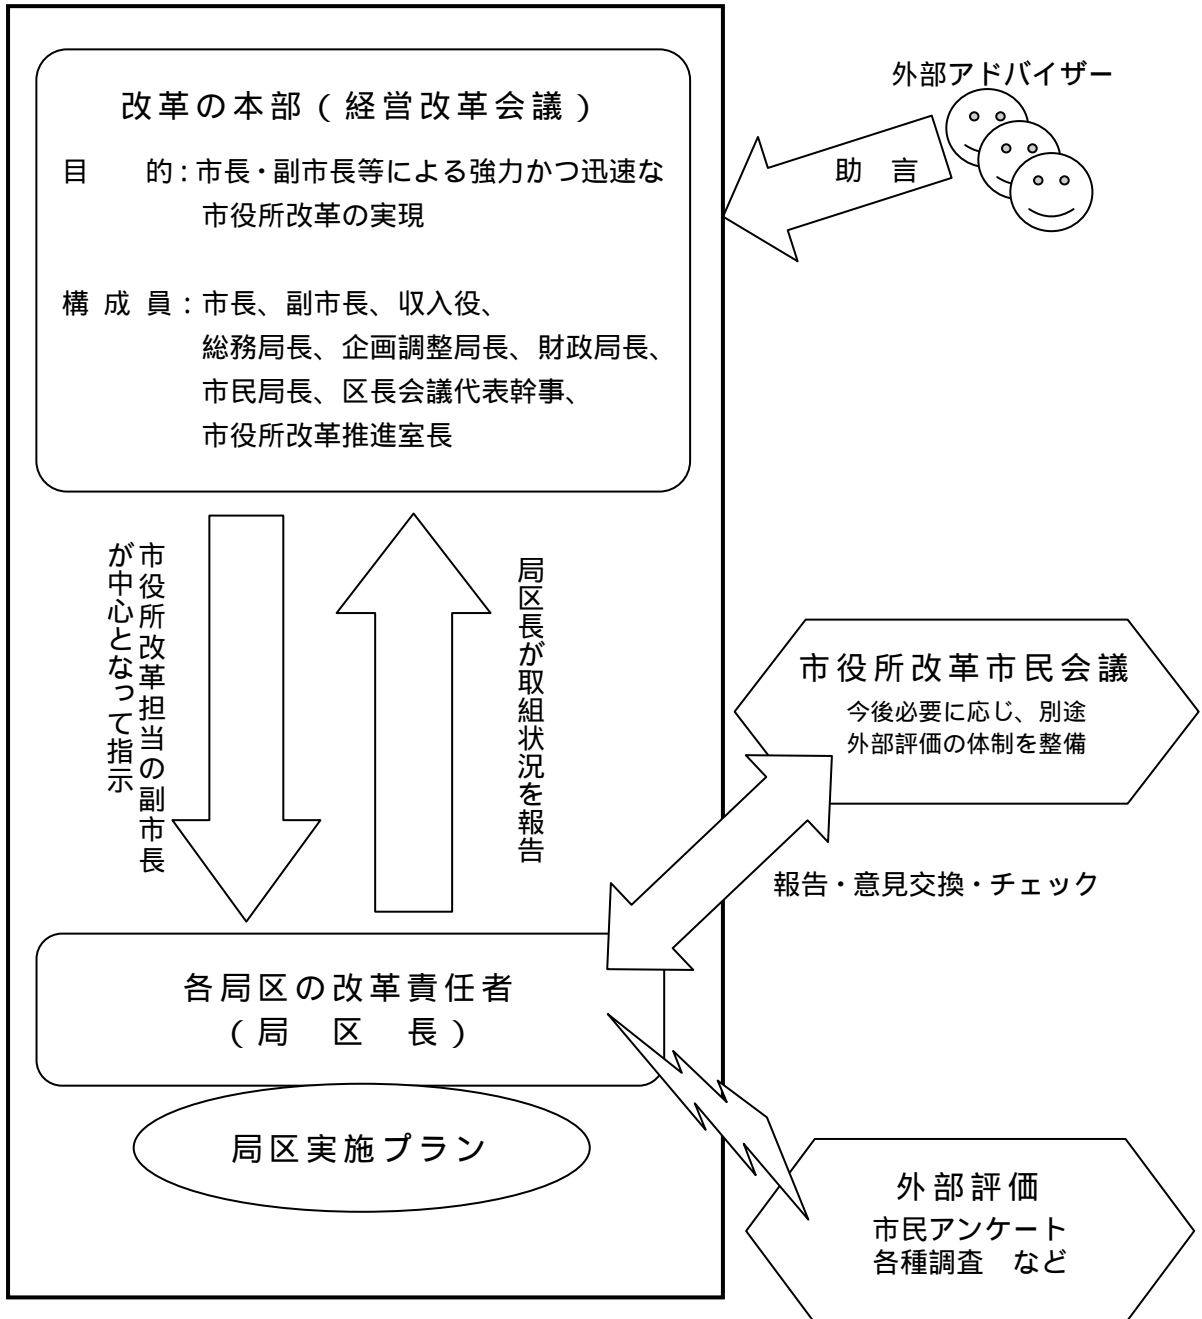 外部アドバイザー
改革の本部(経営改革会議)
目　的:市長・副市長等による強力かつ迅速な
市役所改革の実現
助　言
構成員:市長、副市長、収入役、
総務局長、企画調整局長、財政局長、
市民局長、区長会議代表幹事、
市役所改革推進室長
市役所改革担当の副市長
が中心となって指示
局区長が取組状況を報告
市役所改革市民会議
今後必要に応じ、別途
外部評価の体制を整備
報告・意見交換・チェック
各局区の改革責任者
(局　区　長)
局区実施プラン
外部評価
市民アンケート
各種調査　など